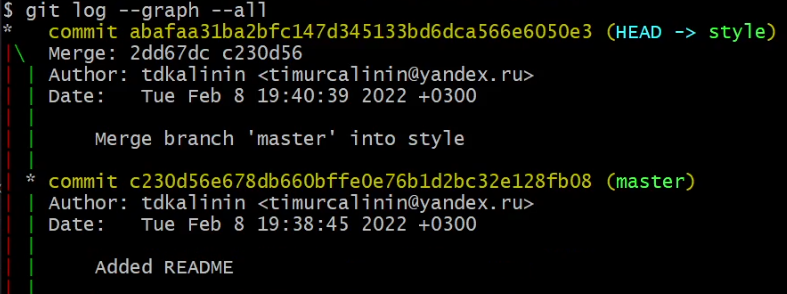 $ git log --graph --all
*   commit abafaa31ba2bfc147d345133bd6dca566e6050e3 (HEAD -> style)
|\  Merge: 2dd67dc c230d56
| | Author: tdkalinin <timurcalinin@yandex.ru>
| | Date:   Tue Feb 8 19:40:39 2022 +0300
| |
| |     Merge branch 'master' into style
| |
| * commit c230d56e678db660bffe0e76b1d2bc32e128fb08 (master)
| | Author: tdkalinin <timurcalinin@yandex.ru>
| | Date:   Tue Feb 8 19:38:45 2022 +0300
| |
| |     Added README
| |